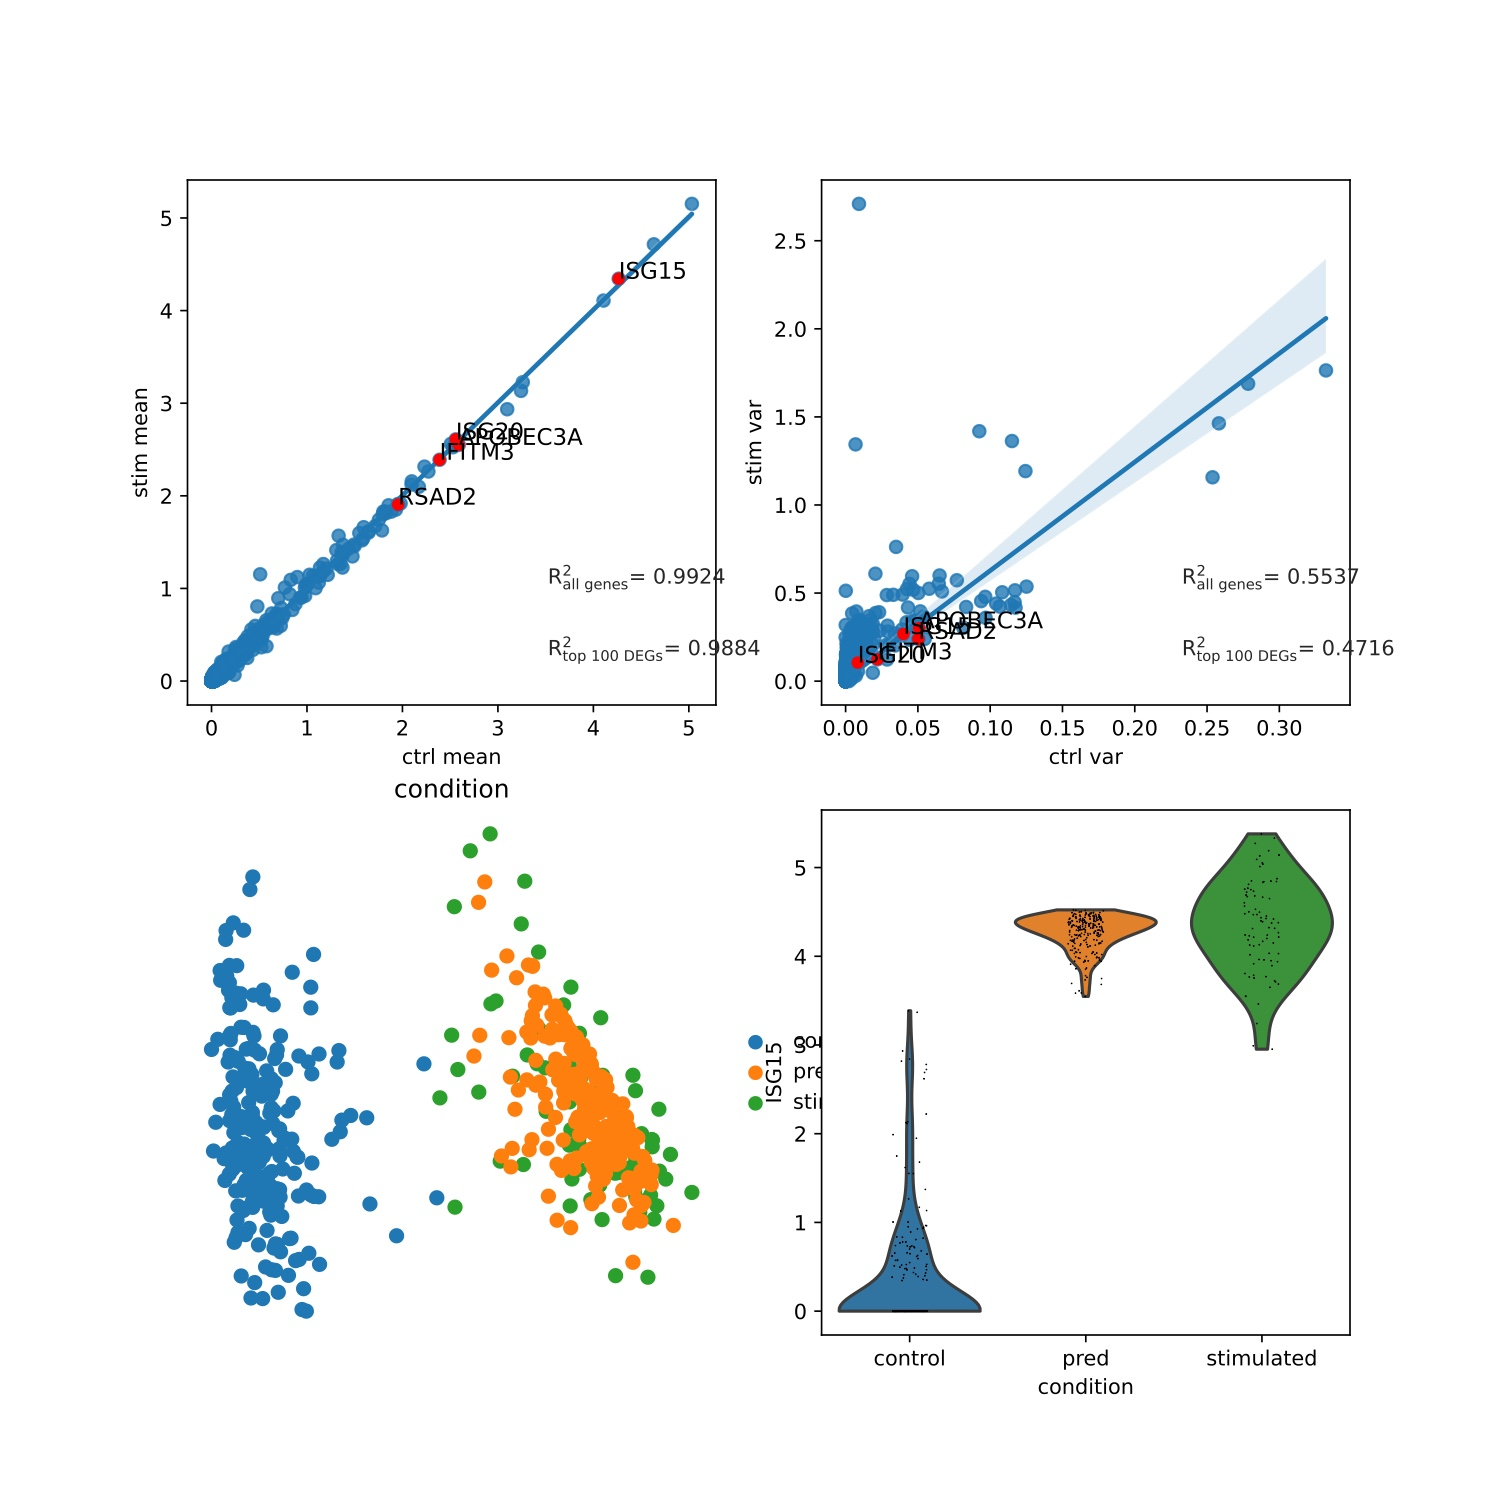 5
4
3
2
1
0
stim mean
ISG15
ISG20
APOBEC3A
IFITM3
RSAD2
R2all genes= 0.9924
R2top 100 DEGs= 0.9884
0 1 2 3 4 5
ctrl mean
2.5
2.0
1.5
1.0
0.5
0.0
stim var
APOBEC3A
ISG15
RSAD2
IFITM3
ISG20
R2all genes= 0.5537
R2top 100 DEGs= 0.4716
0.00 0.05 0.10 0.15 0.20 0.25 0.30
ctrl var
condition
con
pre
stin
ISG15
5
4
3
2
1
0
control pred stimulated
condition